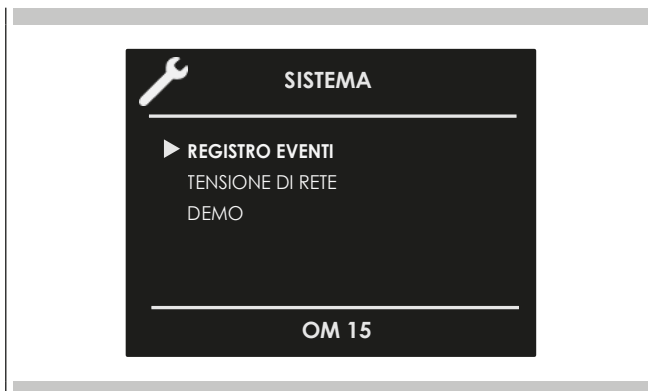 SISTEMA
REGISTRO EVENTI
TENSIONE DI RETE
DEMO
OM 15